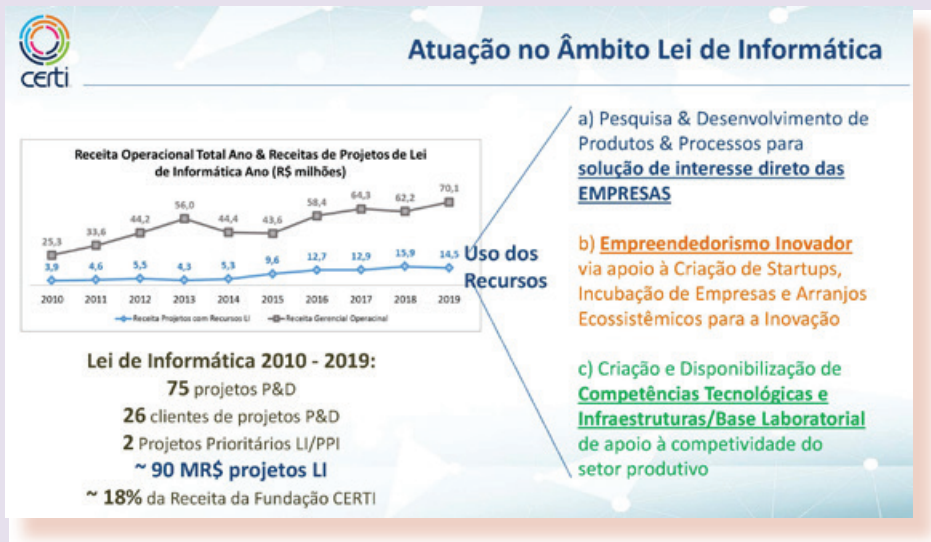 certi
Atuação no Âmbito Lei de Informática
Receita Operacional Total Ano & Receitas de Projetos de Lei
de Informática Ano (R$ milhões)
25,3 33,6 44,2 56,0 44,4 43,6 58,4 64,3 62,2 70,1
3,9 4,6 5,5 4,3 5,3 9,6 12,7 12,9 15,9 14,5
2010 2011 2012 2013 2014 2015 2016 2017 2018 2019
Receita Projetos com Recursos LI Receita Gerencial Operacinal
Uso dos
Recursos
Lei de Informática 2010 - 2019:
75 projetos P&D
26 clientes de projetos P&D
2 Projetos Prioritários LI/PPI
~ 90 MR$ projetos LI
~ 18% da Receita da Fundação CERTI
a) Pesquisa & Desenvolvimento de
Produtos & Processos para
solução de interesse direto das
EMPRESAS
b) Empreendedorismo Inovador
via apoio à Criação de Startups,
Incubação de Empresas e Arranjos
Ecossistêmicos para a Inovação
c) Criação e Disponibilização de
Competências Tecnológicas e
Infraestruturas/Base Laboratorial
de apoio à competividade do
setor produtivo